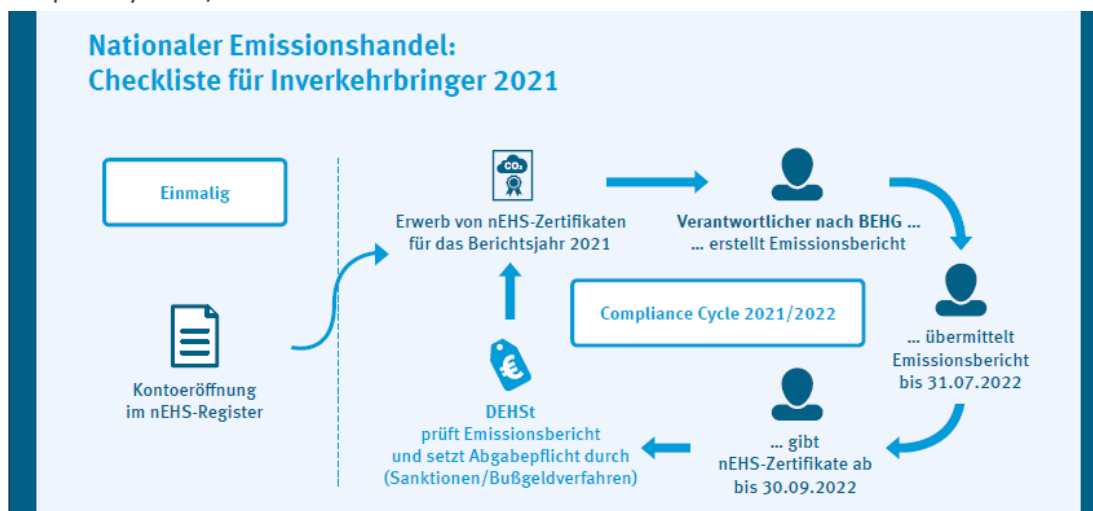 Nationaler Emissionshandel:
Checkliste für Inverkehrbringer 2021
Einmalig
Kontoeröffnung
im nEHS-Register
CO₂
Erwerb von nEHS-Zertifikaten
für das Berichtsjahr 2021
Verantwortlicher nach BEHG ...
... erstellt Emissionsbericht
Compliance Cycle 2021/2022
... übermittelt
Emissionsbericht
bis 31.07.2022
... gibt
nEHS-Zertifikate ab
bis 30.09.2022
€
DEHSt
prüft Emissionsbericht
und setzt Abgabepflicht durch
(Sanktionen/Bußgeldverfahren)